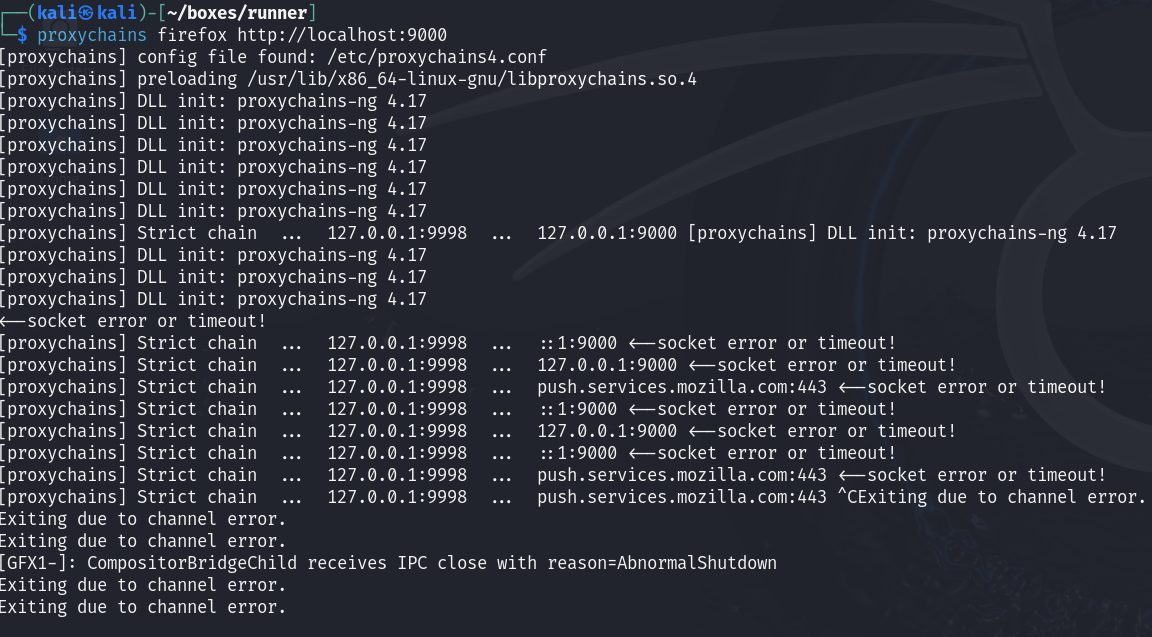 ┌──(kali㉿kali)-[~/boxes/runner]
└─$ proxychains firefox http://localhost:9000
[proxychains] config file found: /etc/proxychains4.conf
[proxychains] preloading /usr/lib/x86_64-linux-gnu/libproxychains.so.4
[proxychains] DLL init: proxychains-ng 4.17
[proxychains] DLL init: proxychains-ng 4.17
[proxychains] DLL init: proxychains-ng 4.17
[proxychains] DLL init: proxychains-ng 4.17
[proxychains] DLL init: proxychains-ng 4.17
[proxychains] DLL init: proxychains-ng 4.17
[proxychains] Strict chain  ...  127.0.0.1:9998  ...  127.0.0.1:9000 [proxychains] DLL init: proxychains-ng 4.17
[proxychains] DLL init: proxychains-ng 4.17
[proxychains] DLL init: proxychains-ng 4.17
[proxychains] DLL init: proxychains-ng 4.17
<--socket error or timeout!
[proxychains] Strict chain  ...  127.0.0.1:9998  ...  ::1:9000 <--socket error or timeout!
[proxychains] Strict chain  ...  127.0.0.1:9998  ...  127.0.0.1:9000 <--socket error or timeout!
[proxychains] Strict chain  ...  127.0.0.1:9998  ...  push.services.mozilla.com:443 <--socket error or timeout!
[proxychains] Strict chain  ...  127.0.0.1:9998  ...  ::1:9000 <--socket error or timeout!
[proxychains] Strict chain  ...  127.0.0.1:9998  ...  127.0.0.1:9000 <--socket error or timeout!
[proxychains] Strict chain  ...  127.0.0.1:9998  ...  ::1:9000 <--socket error or timeout!
[proxychains] Strict chain  ...  127.0.0.1:9998  ...  push.services.mozilla.com:443 <--socket error or timeout!
[proxychains] Strict chain  ...  127.0.0.1:9998  ...  push.services.mozilla.com:443 ^CExiting due to channel error.
Exiting due to channel error.
Exiting due to channel error.
[GFX1-]: CompositorBridgeChild receives IPC close with reason=AbnormalShutdown
Exiting due to channel error.
Exiting due to channel error.